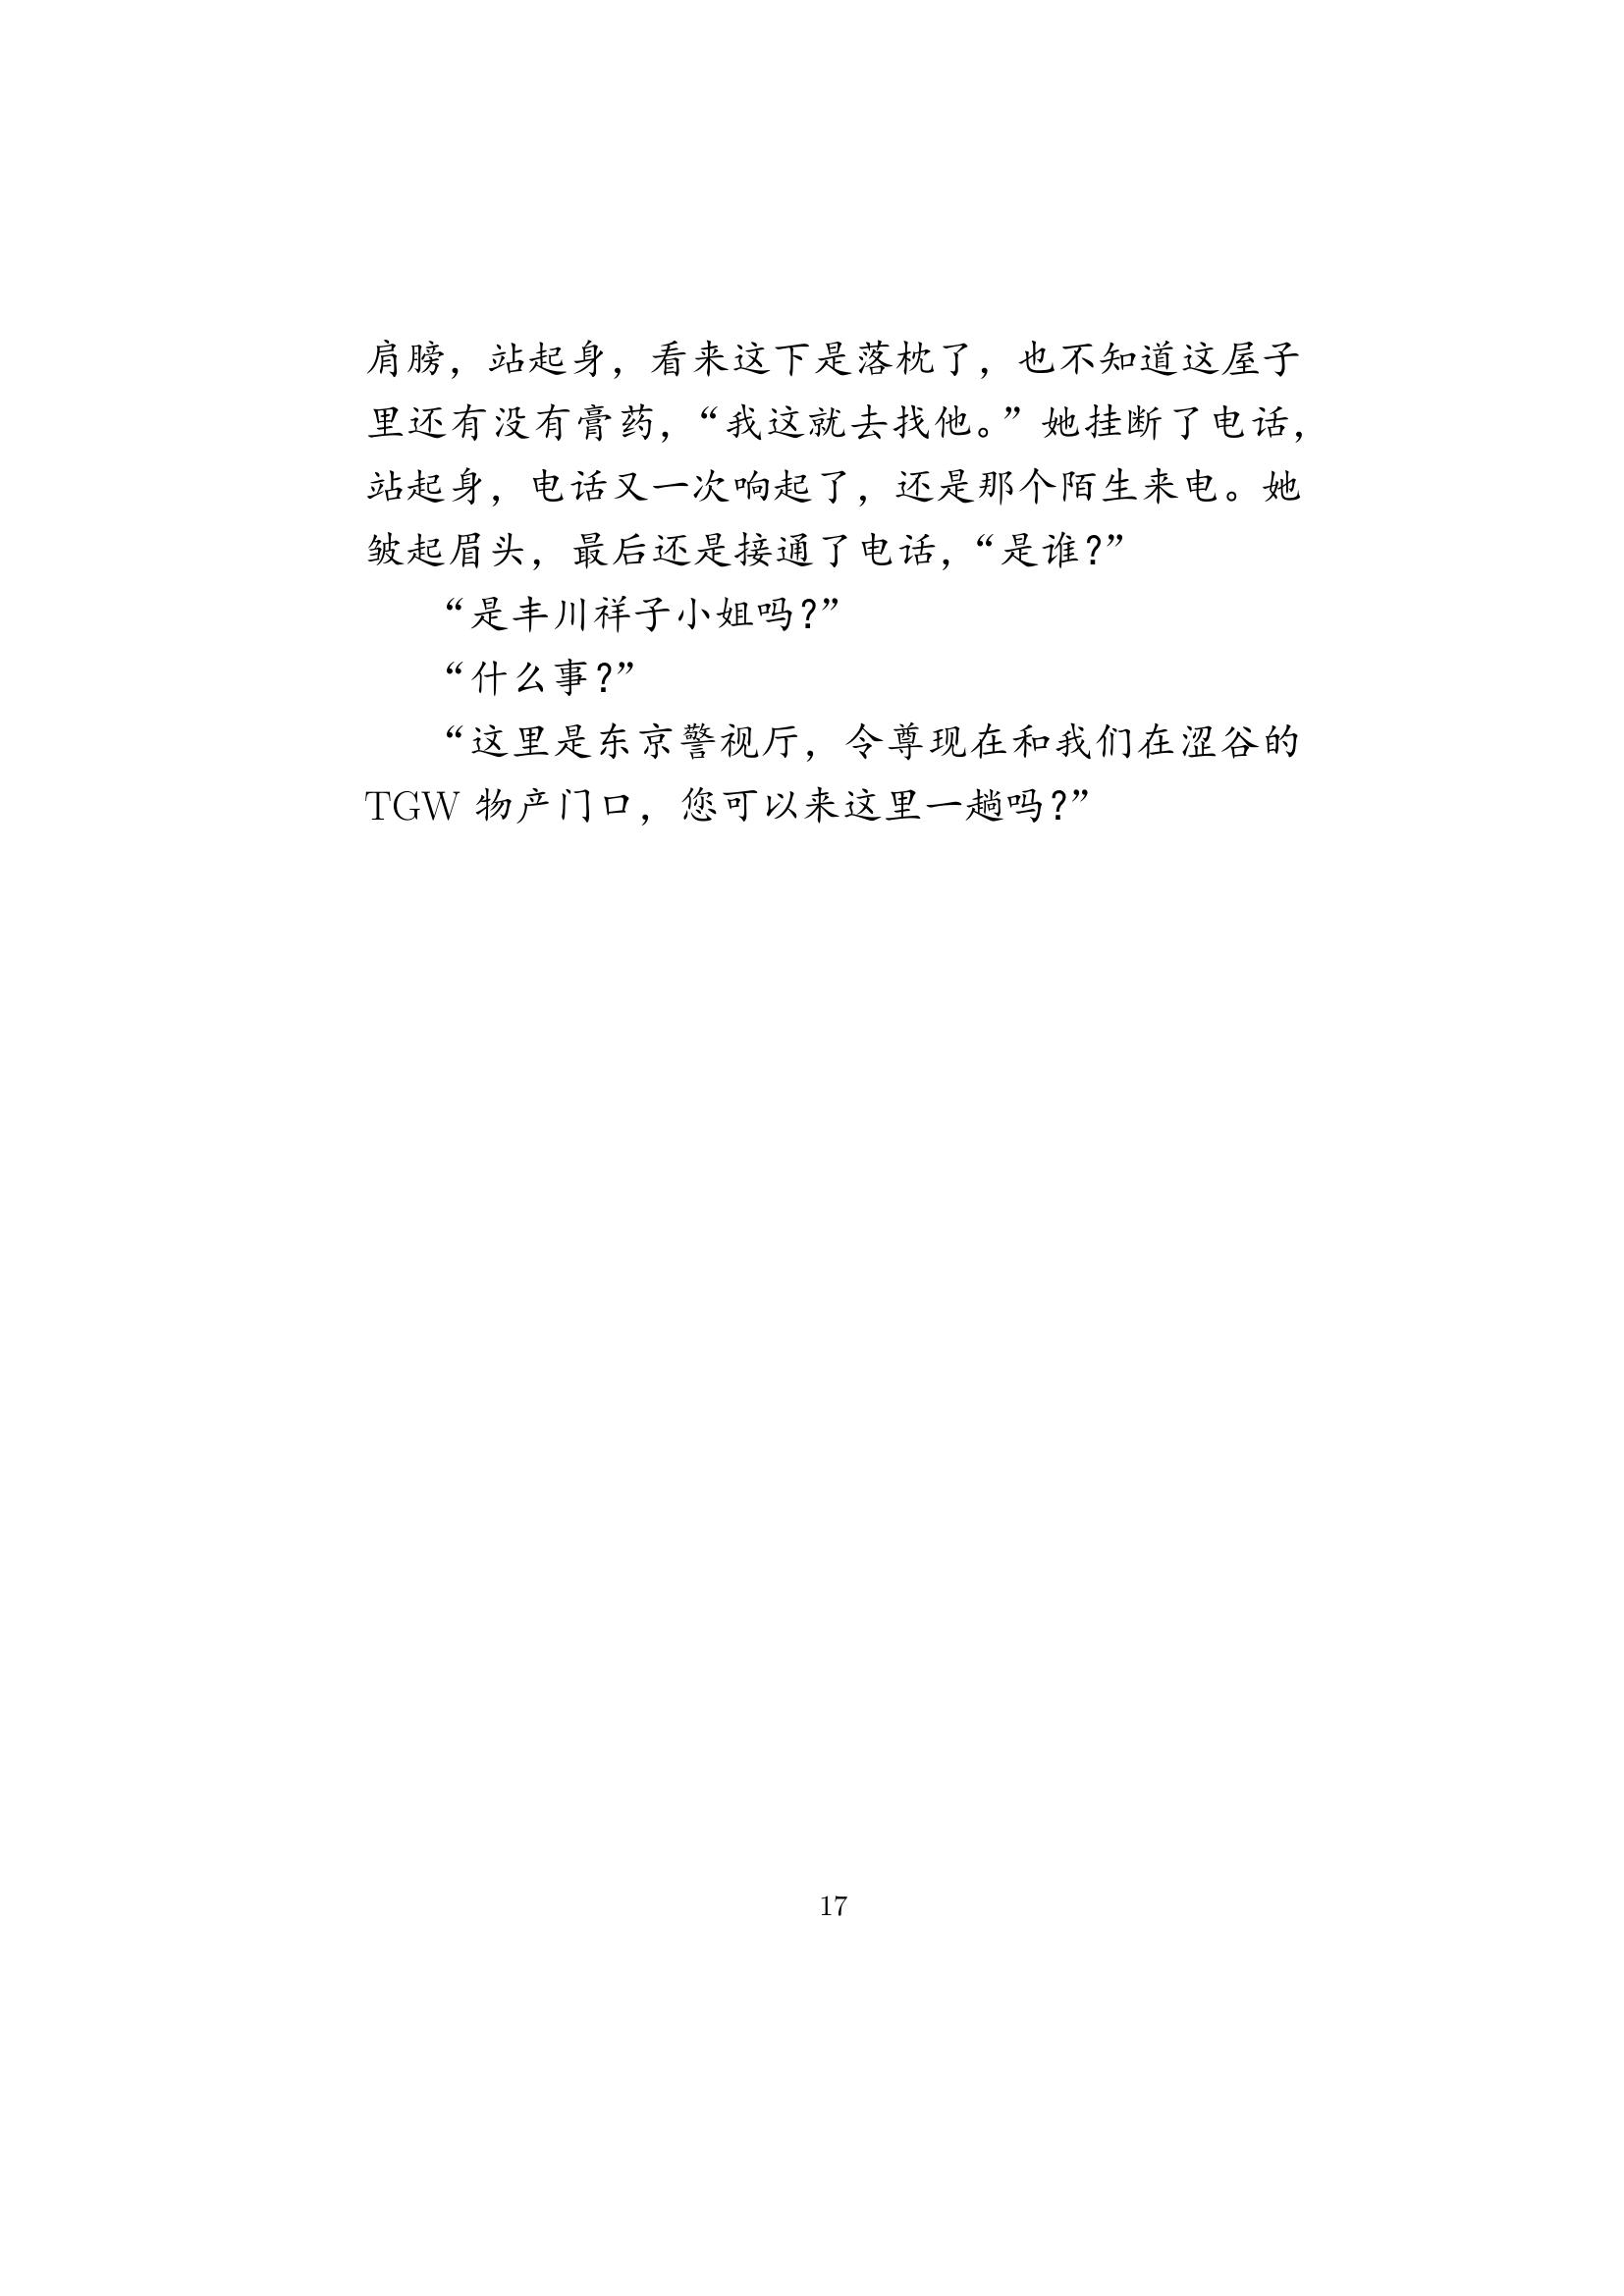 肩膀，站起身，看来这下是落枕了，也不知道这屋子
里还有没有膏药，“我这就去找他。”她挂断了电话，
站起身，电话又一次响起了，还是那个陌生来电。她
皱起眉头，最后还是接通了电话，“是谁？”
“是丰川祥子小姐吗？”
“什么事？”
“这里是东京警视厅，令尊现在和我们在涩谷的
TGW 物产门口，您可以来这里一趟吗？”
17